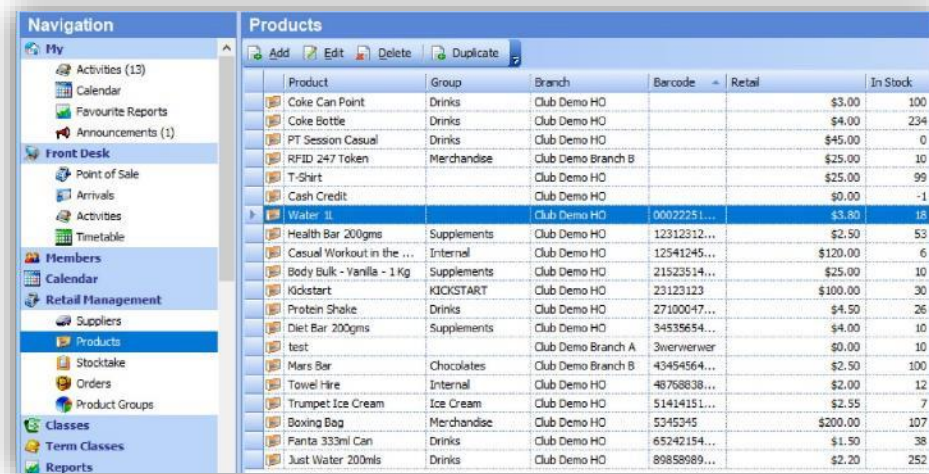 Navigation
My
Activities (13)
Calendar
Favourite Reports
Announcements (1)
Front Desk
Point of Sale
Arrivals
Activities
Timetable
Members
Calendar
Retail Management
Suppliers
Products
Stocktake
Orders
Product Groups
Classes
Term Classes
Reports
Products
Add Edit Delete Duplicate
Product Group Branch Barcode Retail In Stock
Coke Can Point Drinks Club Demo HO $3.00 100
Coke Bottle Drinks Club Demo HO $4.00 234
PT Session Casual Drinks Club Demo HO $45.00 0
RFID 247 Token Merchandise Club Demo Branch B $25.00 10
T-Shirt Club Demo HO $25.00 99
Cash Credit Club Demo HO $0.00 -1
Water 1L Club Demo HO 00022251... $3.80 18
Health Bar 200gms Supplements Club Demo HO 12312312... $2.50 53
Casual Workout in the ... Internal Club Demo HO 12541245... $120.00 6
Body Bulk - Vanilla - 1 Kg Supplements Club Demo HO 21523514... $25.00 10
Kickstart KICKSTART Club Demo HO 23123123 $100.00 30
Protein Shake Drinks Club Demo HO 27100047... $4.50 26
Diet Bar 200gms Supplements Club Demo HO 34535654... $4.00 10
test Club Demo Branch A 3werwerwer $0.00 10
Mars Bar Chocolates Club Demo Branch B 43454564... $2.50 100
Towel Hire Internal Club Demo HO 48768838... $2.00 12
Trumpet Ice Cream Ice Cream Club Demo HO 51414151... $2.55 7
Boxing Bag Merchandise Club Demo HO 5345345 $200.00 107
Fanta 333ml Can Drinks Club Demo HO 65242154... $1.50 38
Just Water 200mls Drinks Club Demo HO 89858989... $2.20 252